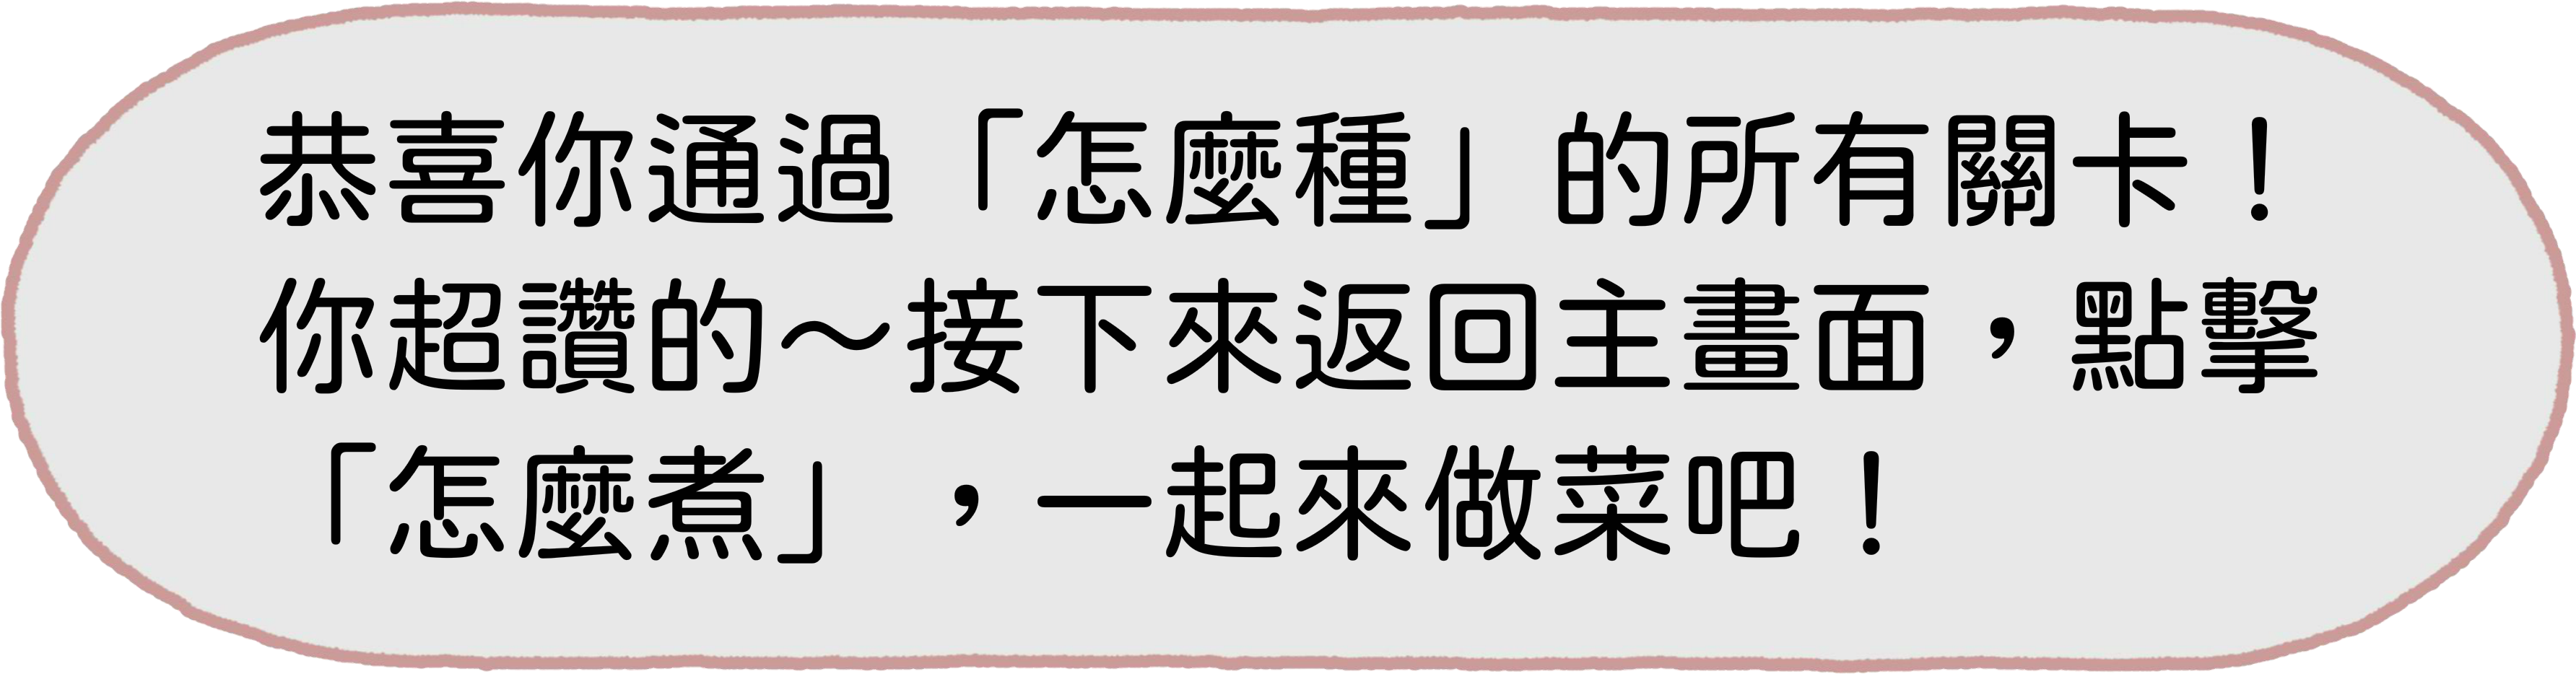 恭喜你通過「怎麼種」的所有關卡！
你超讚的～接下來返回主畫面，點擊
「怎麼煮」，一起來做菜吧！